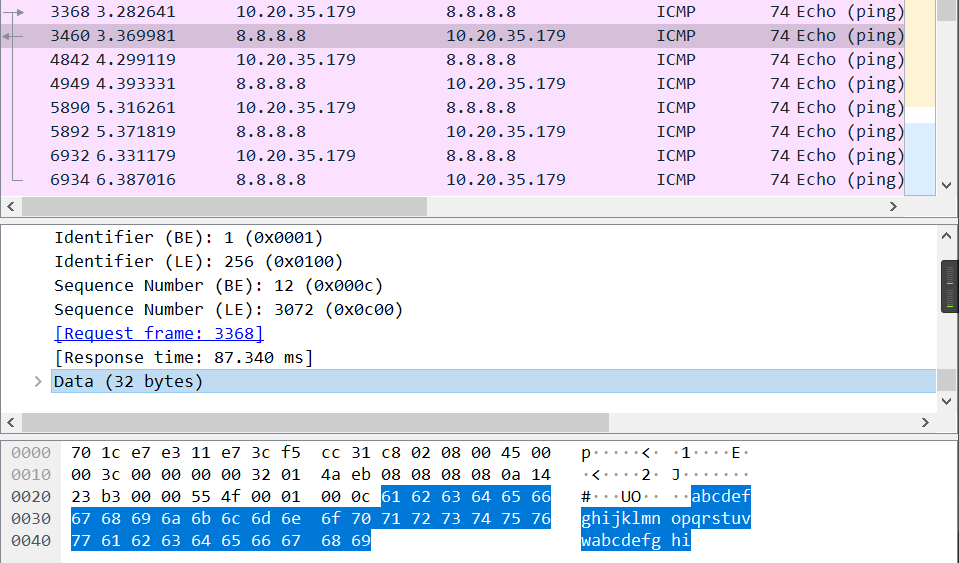 3368 3.282641 10.20.35.179 8.8.8.8 ICMP 74 Echo (ping)
3460 3.369981 8.8.8.8 10.20.35.179 ICMP 74 Echo (ping)
4842 4.299119 10.20.35.179 8.8.8.8 ICMP 74 Echo (ping)
4949 4.393331 8.8.8.8 10.20.35.179 ICMP 74 Echo (ping)
5890 5.316261 10.20.35.179 8.8.8.8 ICMP 74 Echo (ping)
5892 5.371819 8.8.8.8 10.20.35.179 ICMP 74 Echo (ping)
6932 6.331179 10.20.35.179 8.8.8.8 ICMP 74 Echo (ping)
6934 6.387016 8.8.8.8 10.20.35.179 ICMP 74 Echo (ping)
Identifier (BE): 1 (0x0001)
Identifier (LE): 256 (0x0100)
Sequence Number (BE): 12 (0x000c)
Sequence Number (LE): 3072 (0x0c00)
[Request frame: 3368]
[Response time: 87.340 ms]
Data (32 bytes)
0000 70 1c e7 e3 11 e7 3c f5 cc 31 c8 02 08 00 45 00 p·····<· ·1····E·
0010 00 3c 00 00 00 00 32 01 4a eb 08 08 08 08 0a 14 ·<····2· J·······
0020 23 b3 00 00 55 4f 00 01 00 0c 61 62 63 64 65 66 #···UO·· ··abcdef
0030 67 68 69 6a 6b 6c 6d 6e 6f 70 71 72 73 74 75 76 ghijklmn opqrstuv
0040 77 61 62 63 64 65 66 67 68 69 wabcdefg hi